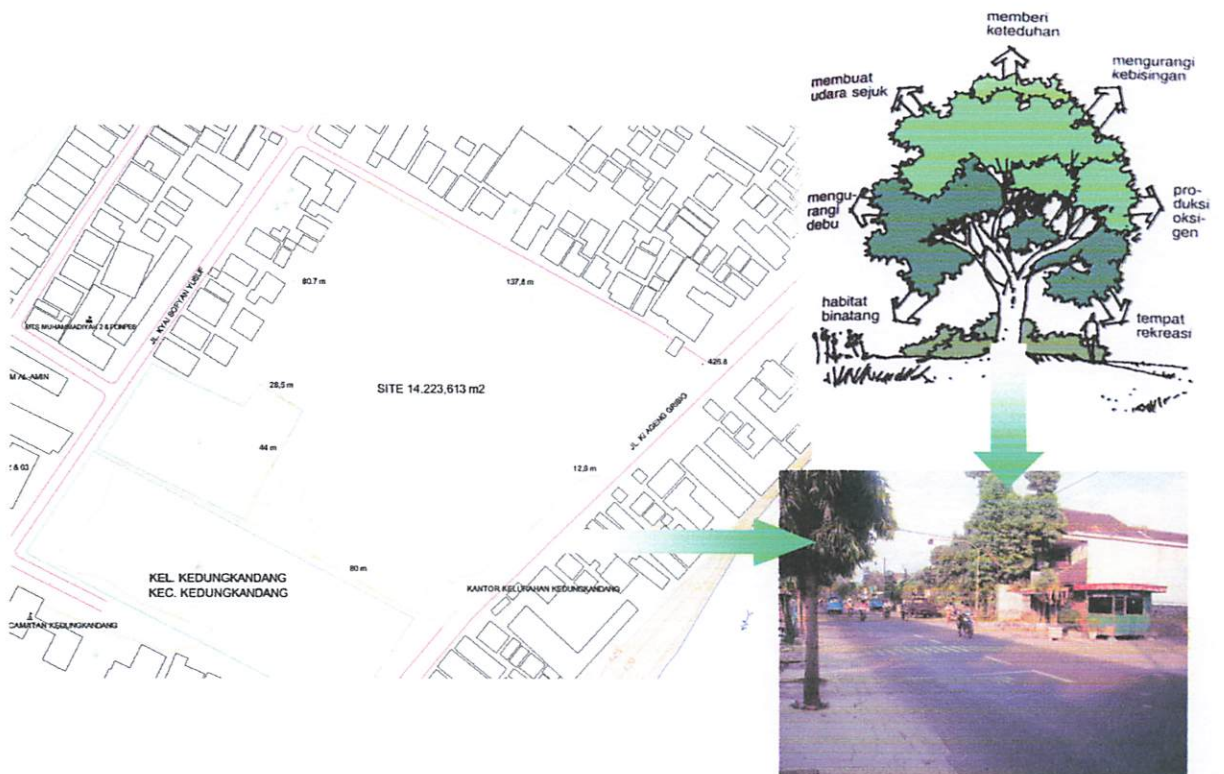 memberi
keteduhan
membuat
udara sejuk
mengurangi
kebisingan
mengu-
rangi
debu
pro-
duksi
oksi-
gen
habitat
binatang
tempat
rekreasi
JL. KYAI SOFYAN YUSUF
80.7 m
137,8 m
MTS MUHAMMADIYAH 2 & PONPES
426.8
M AL-AMIN
28,5 m
SITE 14.223,613 m2
JL. KI AGENG GRIBIG
44 m
12,8 m
2 & 03
80 m
KEL. KEDUNGKANDANG
KEC. KEDUNGKANDANG
KANTOR KELURAHAN KEDUNGKANDANG
CAMATAN KEDUNGKANDANG